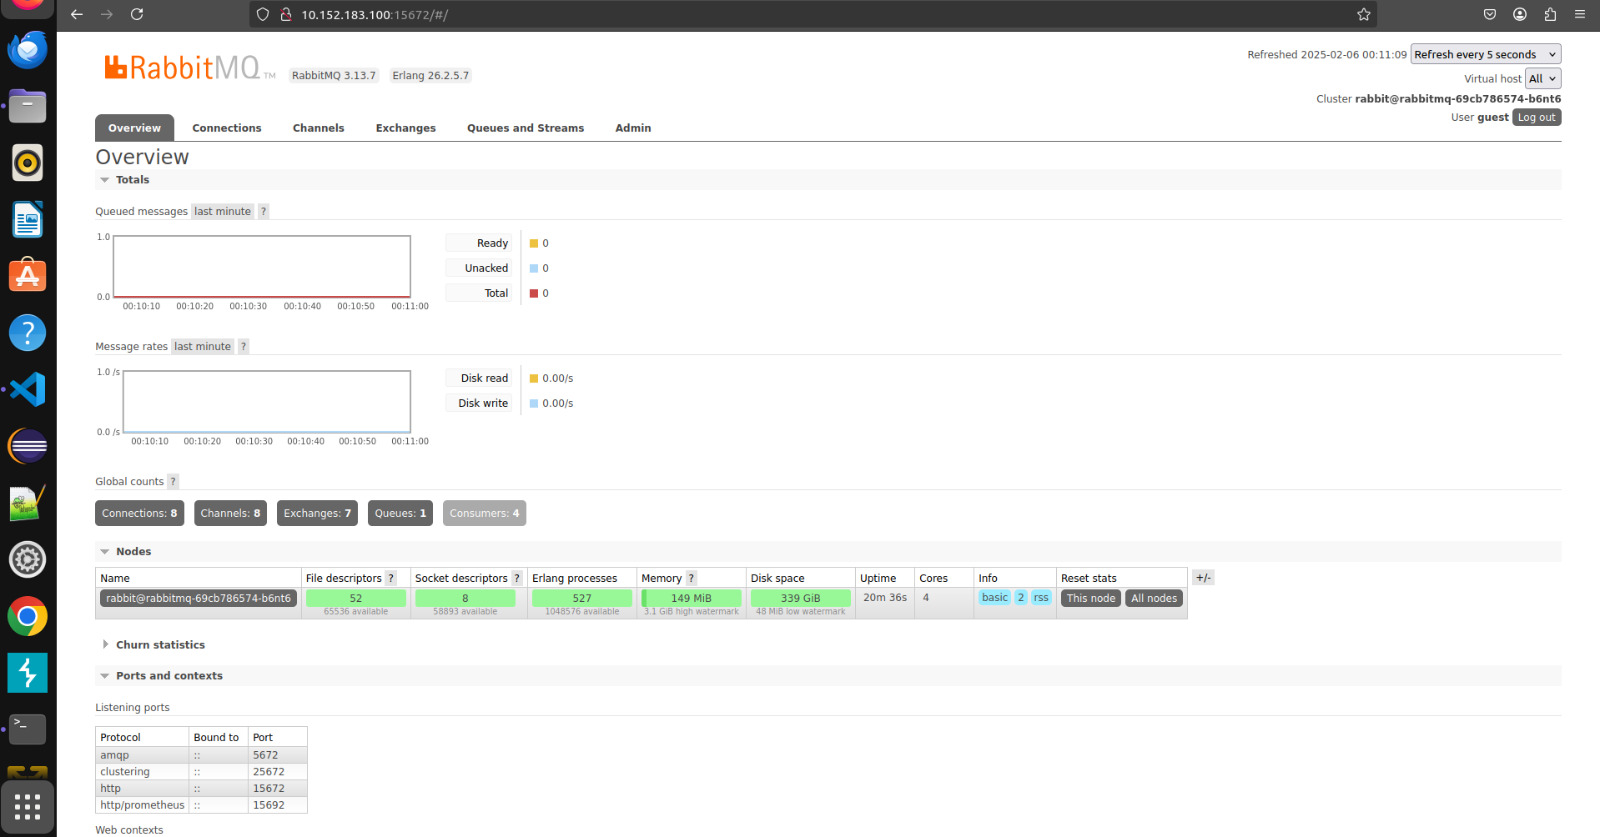 10.152.183.100:15672/#/
RabbitMQ TM RabbitMQ 3.13.7 Erlang 26.2.5.7
Refreshed 2025-02-06 00:11:09 Refresh every 5 seconds
Virtual host All
Cluster rabbit@rabbitmq-69cb786574-b6nt6
User guest Log out
Overview Connections Channels Exchanges Queues and Streams Admin
Overview
Totals
Queued messages last minute ?
1.0
0.0
00:10:10 00:10:20 00:10:30 00:10:40 00:10:50 00:11:00
Ready 0
Unacked 0
Total 0
Message rates last minute ?
1.0 /s
0.0 /s
00:10:10 00:10:20 00:10:30 00:10:40 00:10:50 00:11:00
Disk read 0.00/s
Disk write 0.00/s
Global counts ?
Connections: 8 Channels: 8 Exchanges: 7 Queues: 1 Consumers: 4
Nodes
Name File descriptors ? Socket descriptors ? Erlang processes Memory ? Disk space Uptime Cores Info Reset stats +/-
rabbit@rabbitmq-69cb786574-b6nt6 52 8 527 149 MiB 339 GiB 20m 36s 4 basic 2 rss This node All nodes
65536 available 58893 available 1048576 available 3.1 GiB high watermark 48 MiB low watermark
Churn statistics
Ports and contexts
Listening ports
Protocol Bound to Port
amqp :: 5672
clustering :: 25672
http :: 15672
http/prometheus :: 15692
Web contexts